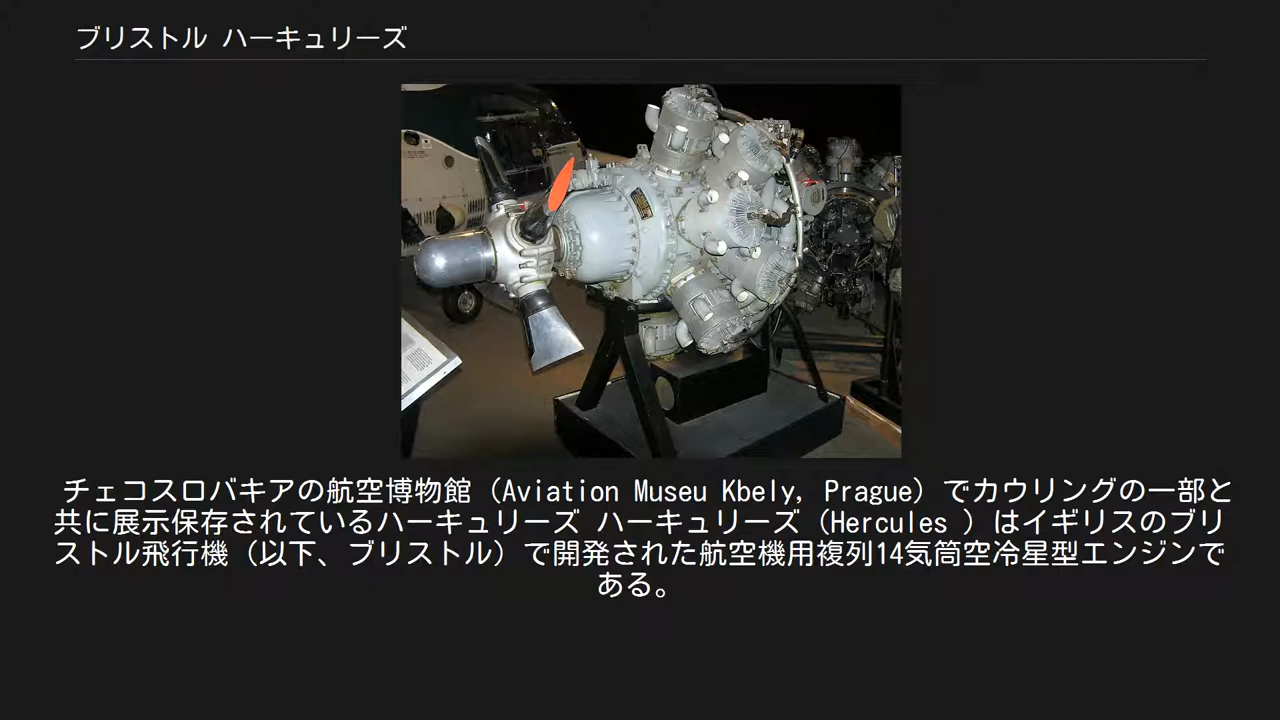 ブリストル ハーキュリーズ
チェコスロバキアの航空博物館（Aviation Museu Kbely, Prague）でカウリングの一部と
共に展示保存されているハーキュリーズ ハーキュリーズ（Hercules ）はイギリスのブリ
ストル飛行機（以下、ブリストル）で開発された航空機用複列14気筒空冷星型エンジンで
ある。